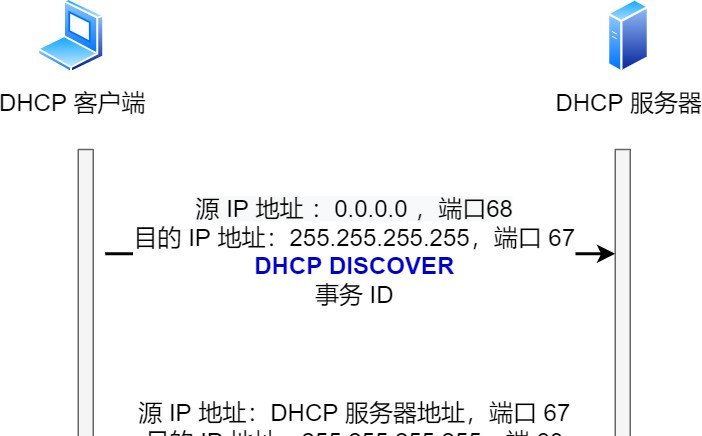 DHCP 客户端
DHCP 服务器
源 IP 地址 ：0.0.0.0 ，端口68
目的 IP 地址：255.255.255.255，端口 67
DHCP DISCOVER
事务 ID
源 IP 地址：DHCP 服务器地址，端口 67